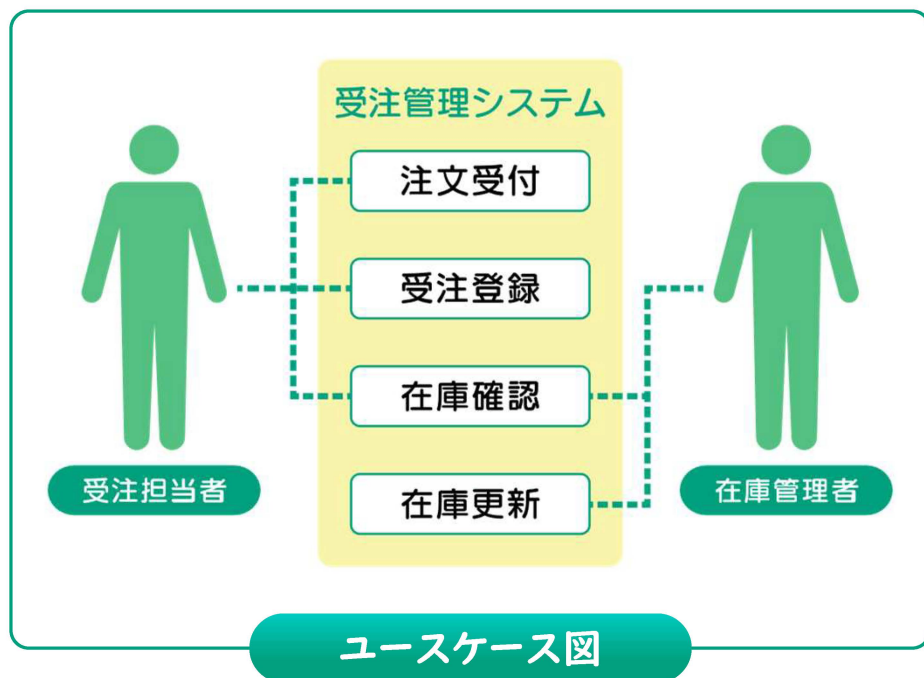 受注管理システム
注文受付
受注登録
在庫確認
在庫更新
受注担当者
在庫管理者
ユースケース図